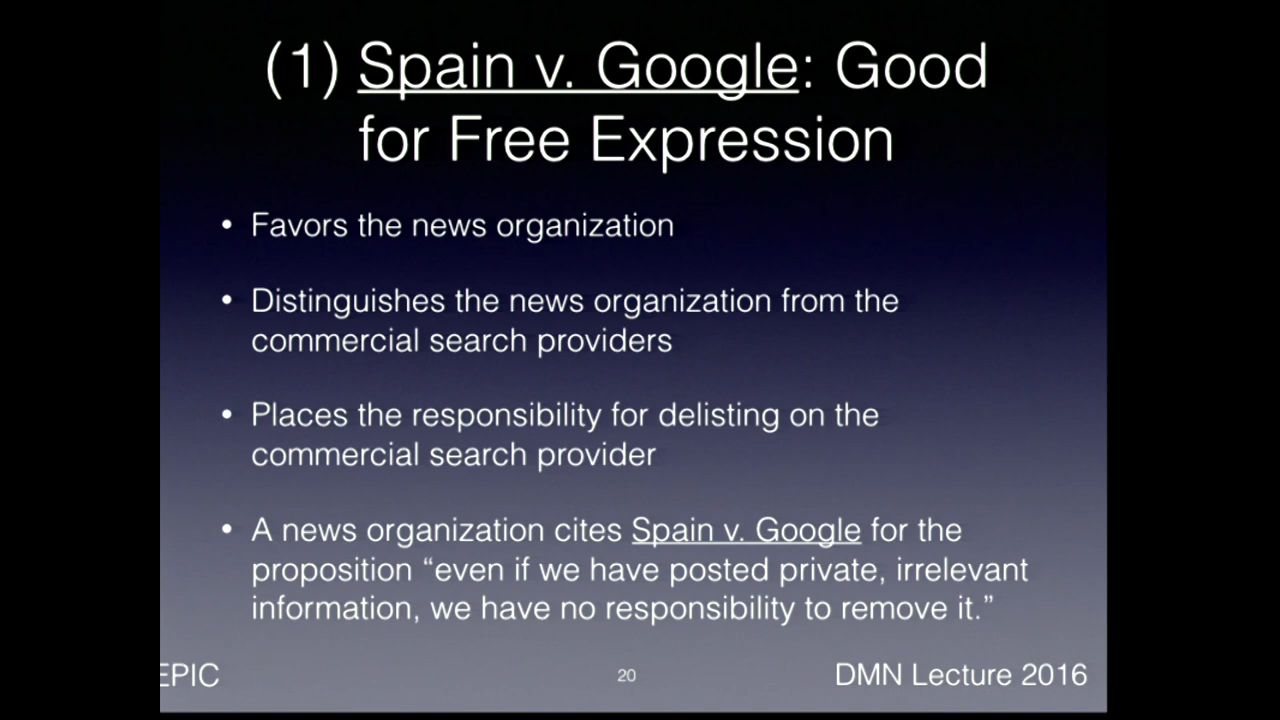 (1) Spain v. Google: Good
for Free Expression
• Favors the news organization
• Distinguishes the news organization from the
commercial search providers
• Places the responsibility for delisting on the
commercial search provider
• A news organization cites Spain v. Google for the
proposition “even if we have posted private, irrelevant
information, we have no responsibility to remove it.”
EPIC
20
DMN Lecture 2016